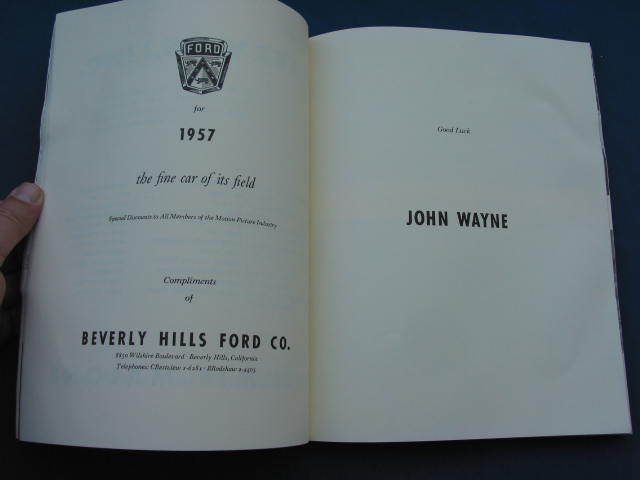 FORD
for
1957
the fine car of its field
Special Discounts to All Members of the Motion Picture Industry
Compliments
of
BEVERLY HILLS FORD CO.
8850 Wilshire Boulevard · Beverly Hills, California
Telephones: CRestview 1-6281 · BRadshaw 2-4405
Good Luck
JOHN WAYNE